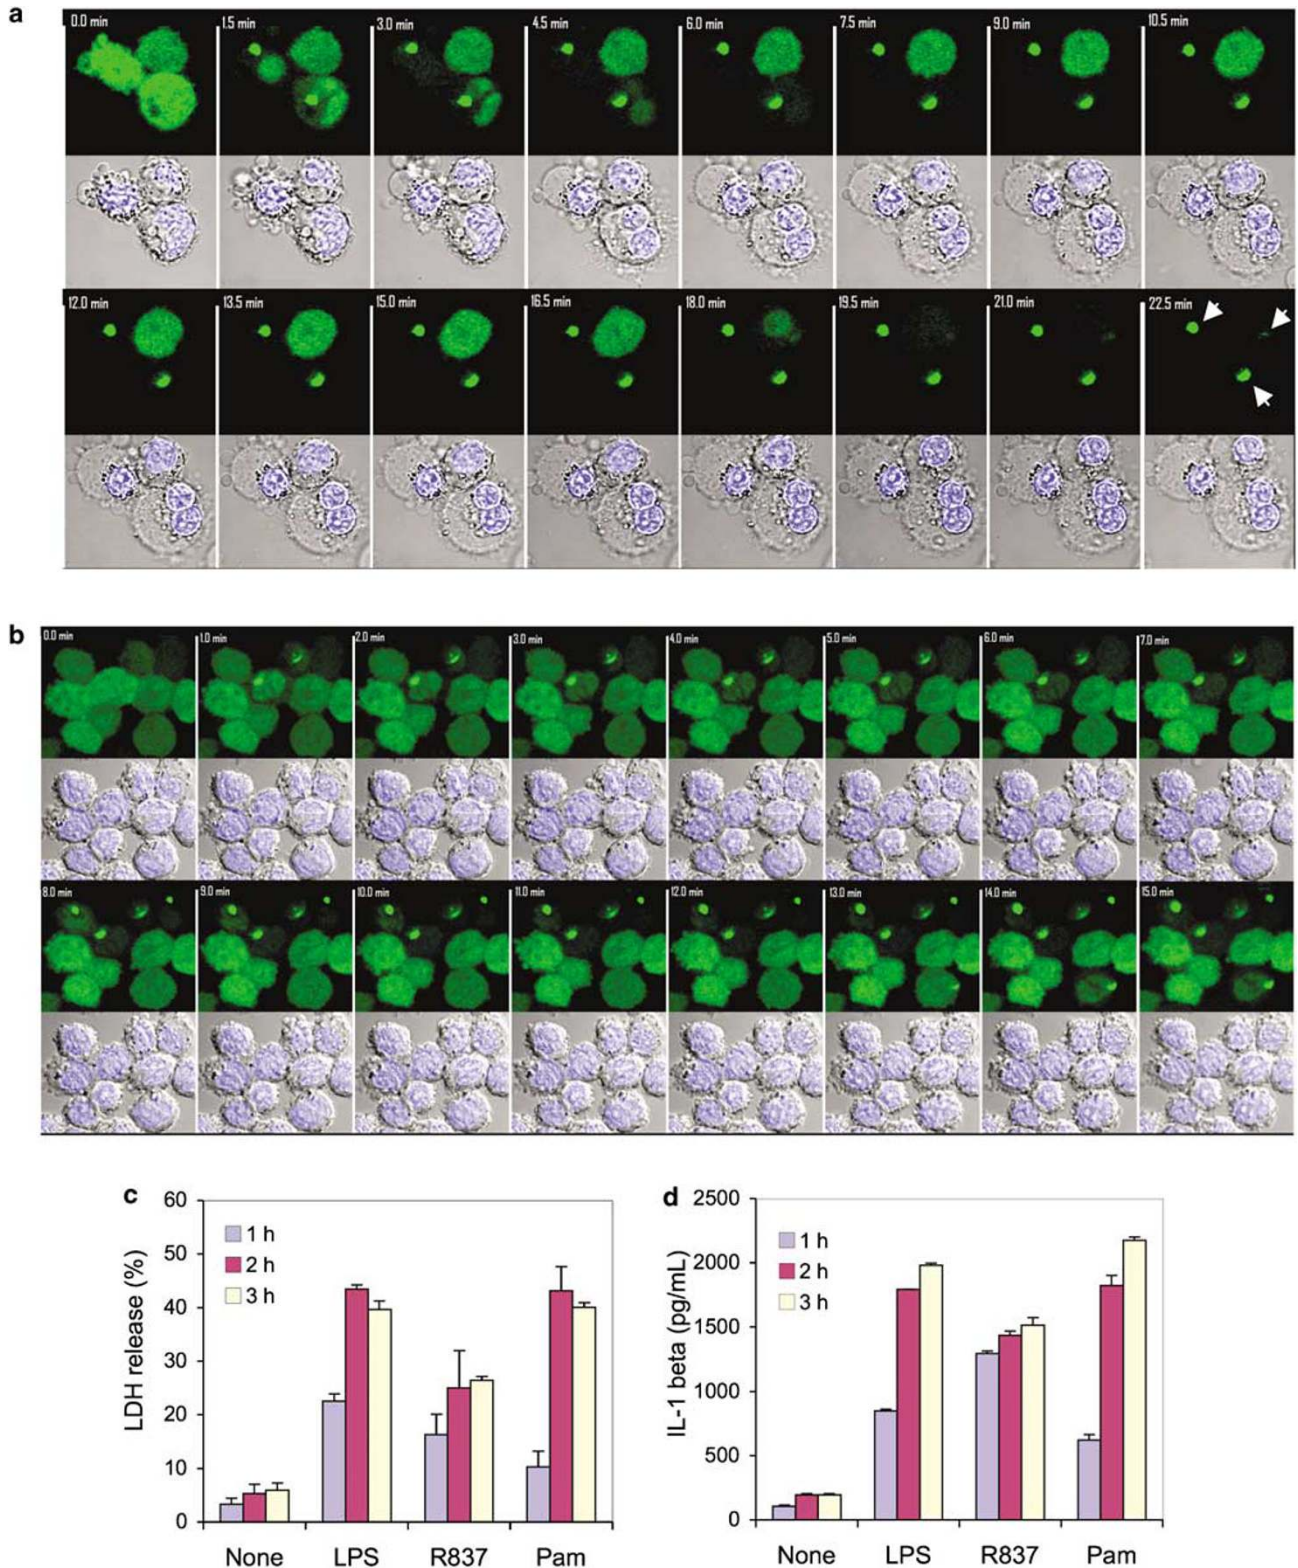 a
0.0 min 1.5 min 3.0 min 4.5 min 6.0 min 7.5 min 9.0 min 10.5 min
12.0 min 13.5 min 15.0 min 16.5 min 18.0 min 19.5 min 21.0 min 22.5 min
b
0.0 min 1.0 min 2.0 min 3.0 min 4.0 min 5.0 min 6.0 min 7.0 min
8.0 min 9.0 min 10.0 min 11.0 min 12.0 min 13.0 min 14.0 min 15.0 min
c
LDH release (%)
60
50
40
30
20
10
0
1 h
2 h
3 h
None LPS R837 Pam
d
IL-1 beta (pg/mL)
2500
2000
1500
1000
500
0
1 h
2 h
3 h
None LPS R837 Pam